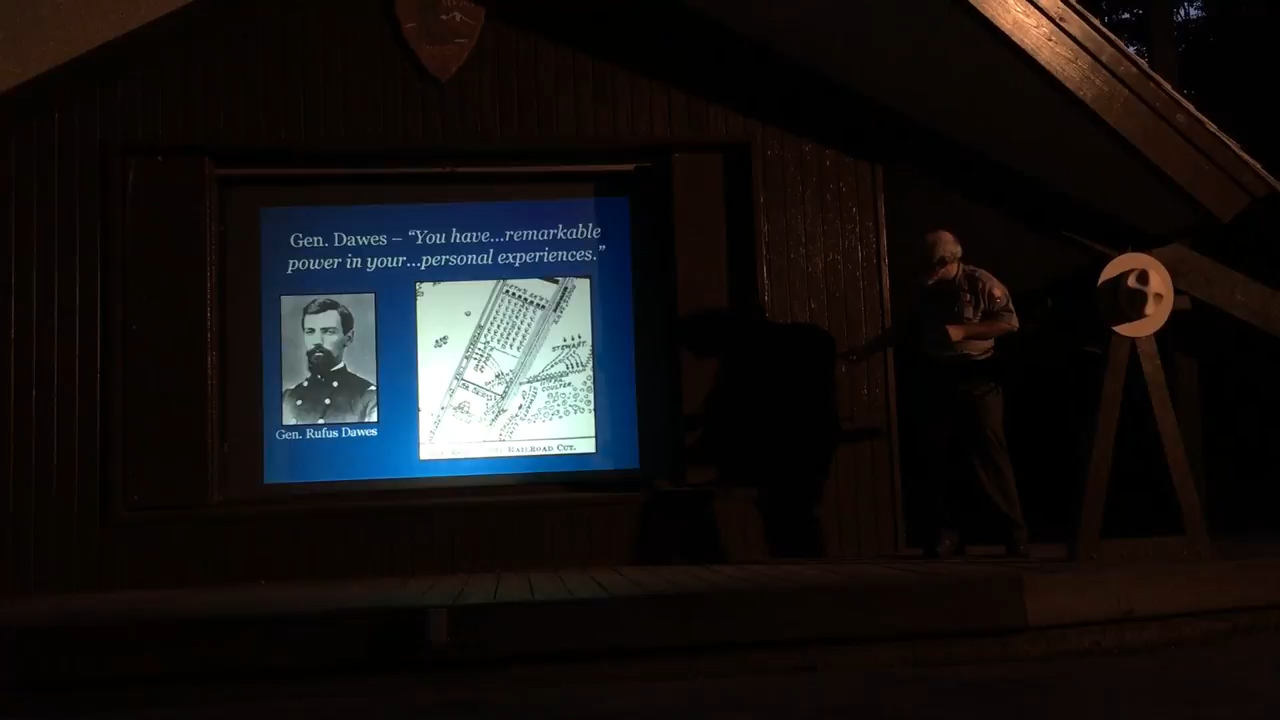 Gen. Dawes – “You have...remarkable
power in your...personal experiences.”
STEWART.
COULTER.
RAILROAD CUT.
Gen. Rufus Dawes